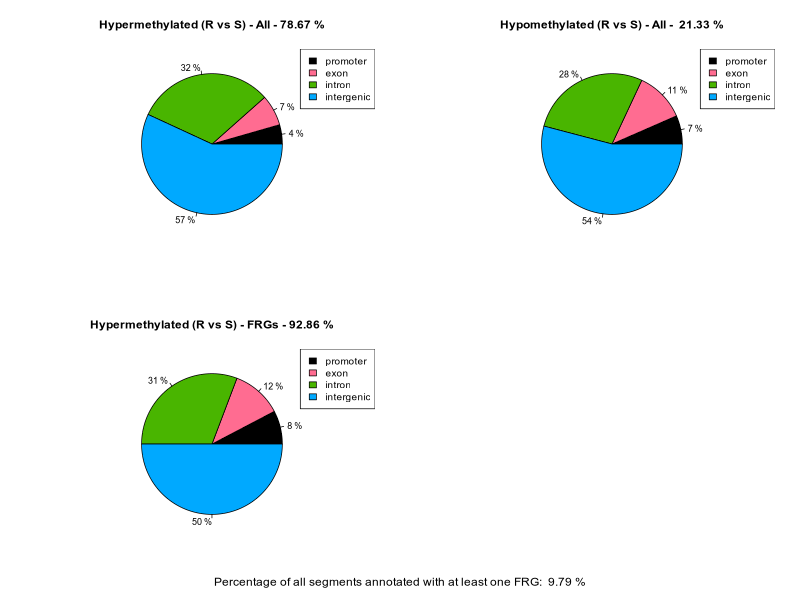 Hypermethylated (R vs S) - All - 78.67 %
promoter
exon
intron
intergenic
32 %
7 %
4 %
57 %
Hypomethylated (R vs S) - All -  21.33 %
promoter
exon
intron
intergenic
28 %
11 %
7 %
54 %
Hypermethylated (R vs S) - FRGs - 92.86 %
promoter
exon
intron
intergenic
31 %
12 %
8 %
50 %
Percentage of all segments annotated with at least one FRG:  9.79 %